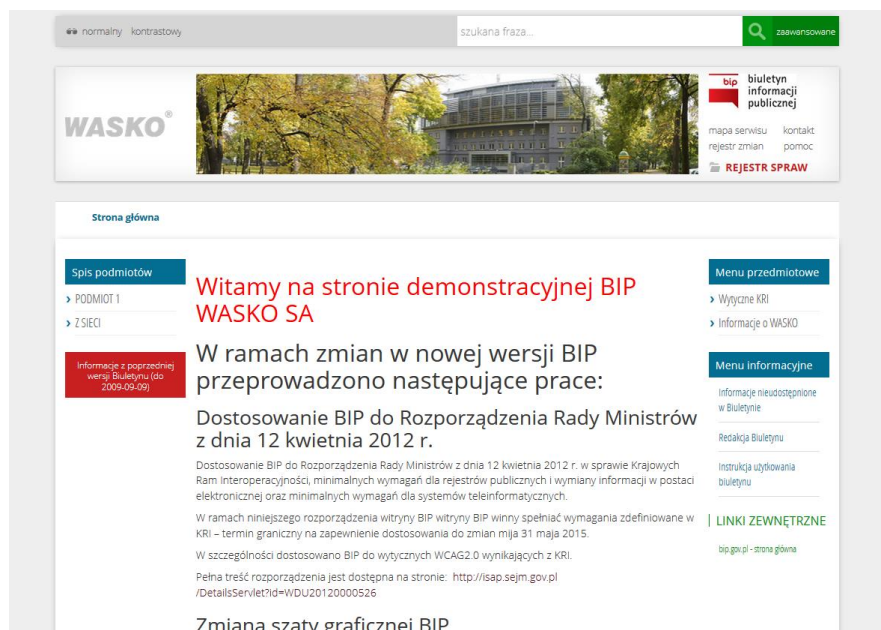 normalny kontrastowy
szukana fraza...
zaawansowane
WASKO®
bip
biuletyn
informacji
publicznej
mapa serwisu kontakt
rejestr zmian pomoc
REJESTR SPRAW
Strona główna
Spis podmiotów
PODMIOT 1
Z SIECI
Informacje z poprzedniej
wersji Biuletynu (do
2009-09-09)
Witamy na stronie demonstracyjnej BIP
WASKO SA
W ramach zmian w nowej wersji BIP
przeprowadzono następujące prace:
Dostosowanie BIP do Rozporządzenia Rady Ministrów
z dnia 12 kwietnia 2012 r.
Dostosowanie BIP do Rozporządzenia Rady Ministrów z dnia 12 kwietnia 2012 r. w sprawie Krajowych
Ram Interoperacyjności, minimalnych wymagań dla rejestrów publicznych i wymiany informacji w postaci
elektronicznej oraz minimalnych wymagań dla systemów teleinformatycznych.
W ramach niniejszego rozporządzenia witryny BIP witryny BIP winny spełniać wymagania zdefiniowane w
KRI – termin graniczny na zapewnienie dostosowania do zmian mija 31 maja 2015.
W szczególności dostosowano BIP do wytycznych WCAG2.0 wynikających z KRI.
Pełna treść rozporządzenia jest dostępna na stronie: http://isap.sejm.gov.pl
/DetailsServlet?id=WDU20120000526
Zmiana szaty graficznej BIP
Menu przedmiotowe
Wytyczne KRI
Informacje o WASKO
Menu informacyjne
Informacje nieudostępnione
w Biuletynie
Redakcja Biuletynu
Instrukcja użytkowania
biuletynu
LINKI ZEWNĘTRZNE
bip.gov.pl - strona główna